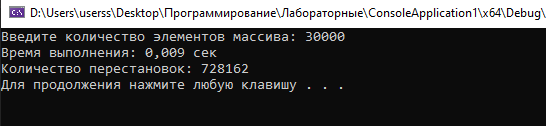 D:\Users\userss\Desktop\Программирование\Лабораторные\ConsoleApplication1\x64\Debug\
Введите количество элементов массива: 30000
Время выполнения: 0,009 сек
Количество перестановок: 728162
Для продолжения нажмите любую клавишу . . .